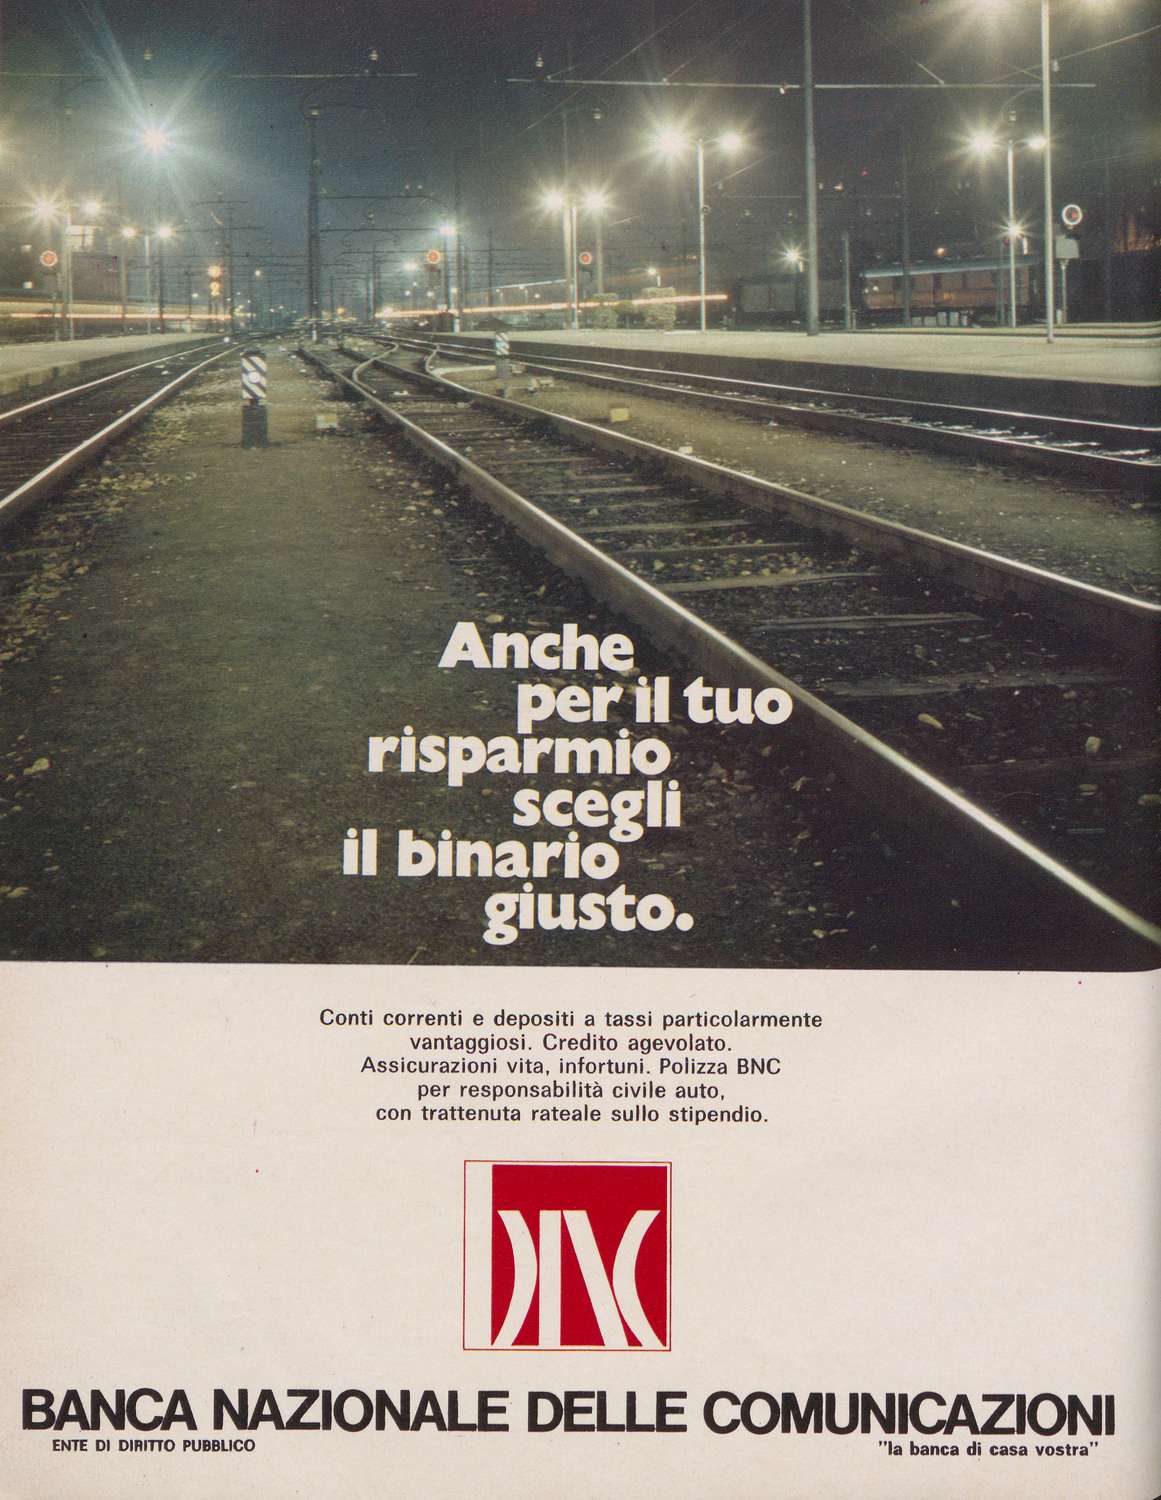 Anche
per il tuo
risparmio
scegli
il binario
giusto.
Conti correnti e depositi a tassi particolarmente
vantaggiosi. Credito agevolato.
Assicurazioni vita, infortuni. Polizza BNC
per responsabilità civile auto,
con trattenuta rateale sullo stipendio.
BNC
BANCA NAZIONALE DELLE COMUNICAZIONI
ENTE DI DIRITTO PUBBLICO
"la banca di casa vostra"